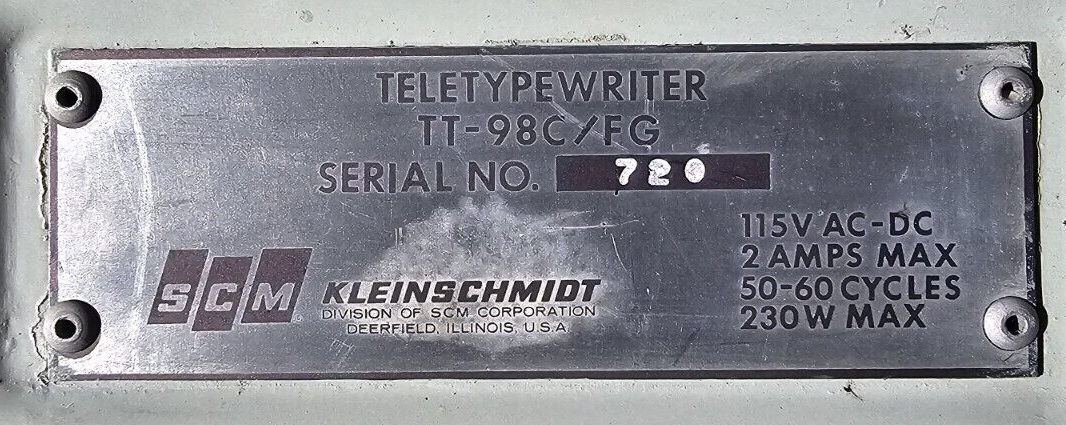 TELETYPEWRITER
TT-98C/FG
SERIAL NO. 720
115V AC-DC
2 AMPS MAX
50-60 CYCLES
230W MAX
SCM
KLEINSCHMIDT
DIVISION OF SCM CORPORATION
DEERFIELD, ILLINOIS, U.S.A.